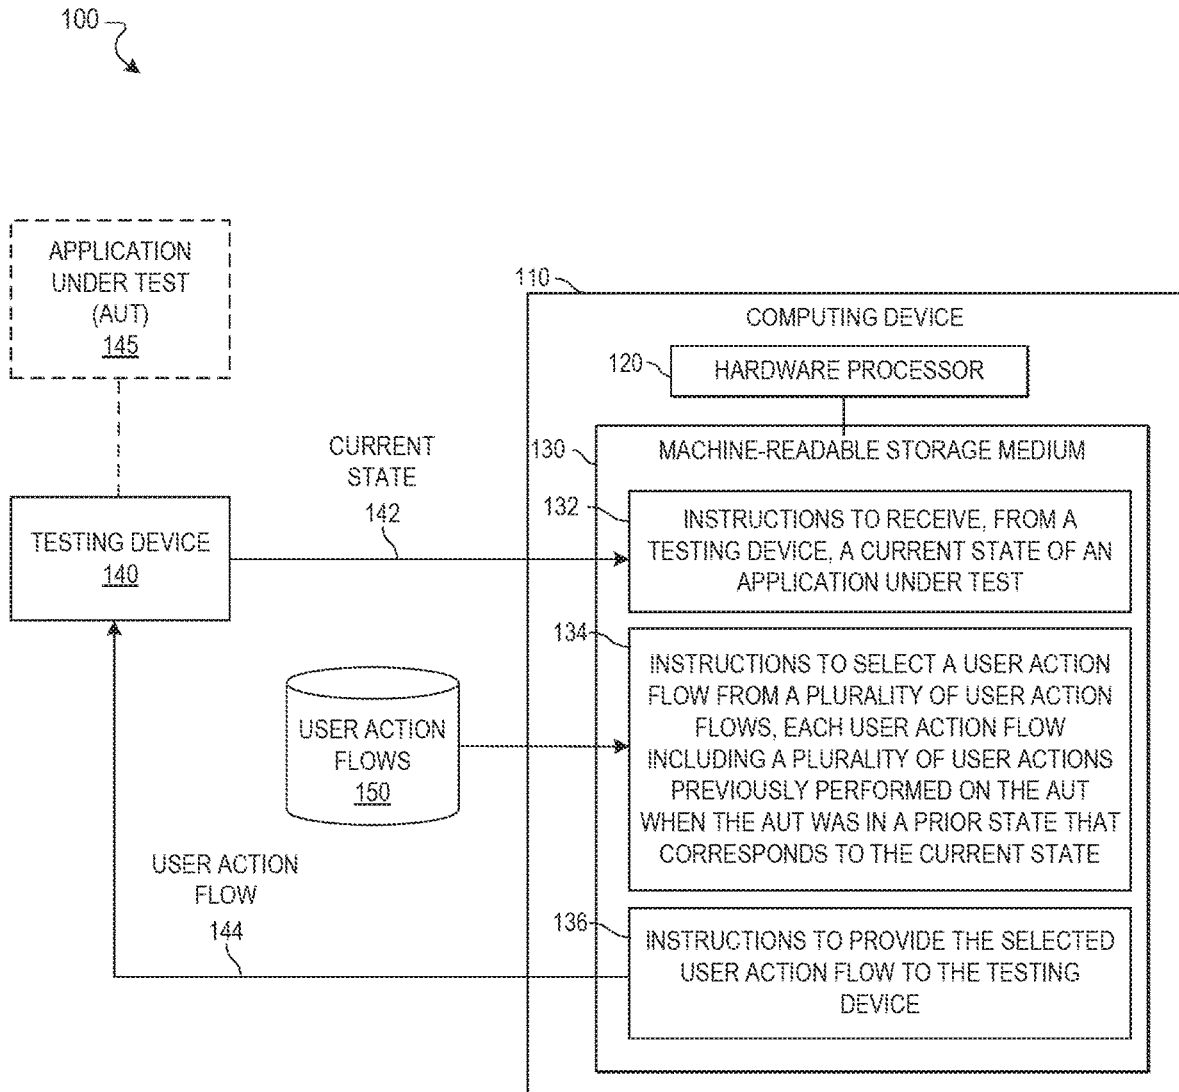 100
APPLICATION
UNDER TEST
(AUT)
145
110
COMPUTING DEVICE
120
HARDWARE PROCESSOR
CURRENT
STATE
142
130
MACHINE-READABLE STORAGE MEDIUM
TESTING DEVICE
140
132
INSTRUCTIONS TO RECEIVE, FROM A
TESTING DEVICE, A CURRENT STATE OF AN
APPLICATION UNDER TEST
134
INSTRUCTIONS TO SELECT A USER ACTION
FLOW FROM A PLURALITY OF USER ACTION
FLOWS, EACH USER ACTION FLOW
INCLUDING A PLURALITY OF USER ACTIONS
PREVIOUSLY PERFORMED ON THE AUT
WHEN THE AUT WAS IN A PRIOR STATE THAT
CORRESPONDS TO THE CURRENT STATE
USER ACTION
FLOWS
150
USER ACTION
FLOW
144
136
INSTRUCTIONS TO PROVIDE THE SELECTED
USER ACTION FLOW TO THE TESTING
DEVICE